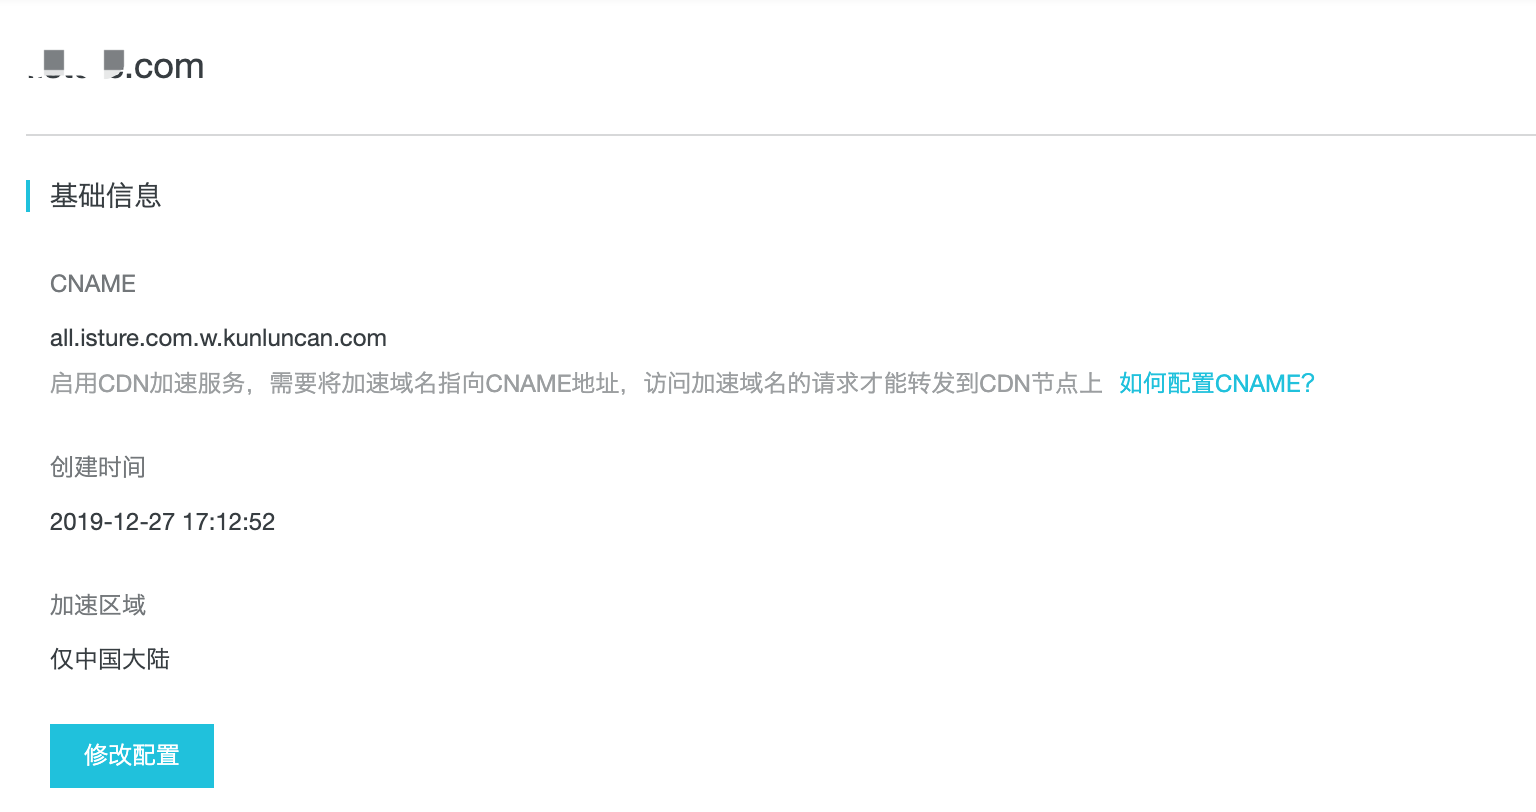 .com
基础信息
CNAME
all.isture.com.w.kunluncan.com
启用CDN加速服务，需要将加速域名指向CNAME地址，访问加速域名的请求才能转发到CDN节点上 如何配置CNAME?
创建时间
2019-12-27 17:12:52
加速区域
仅中国大陆
修改配置